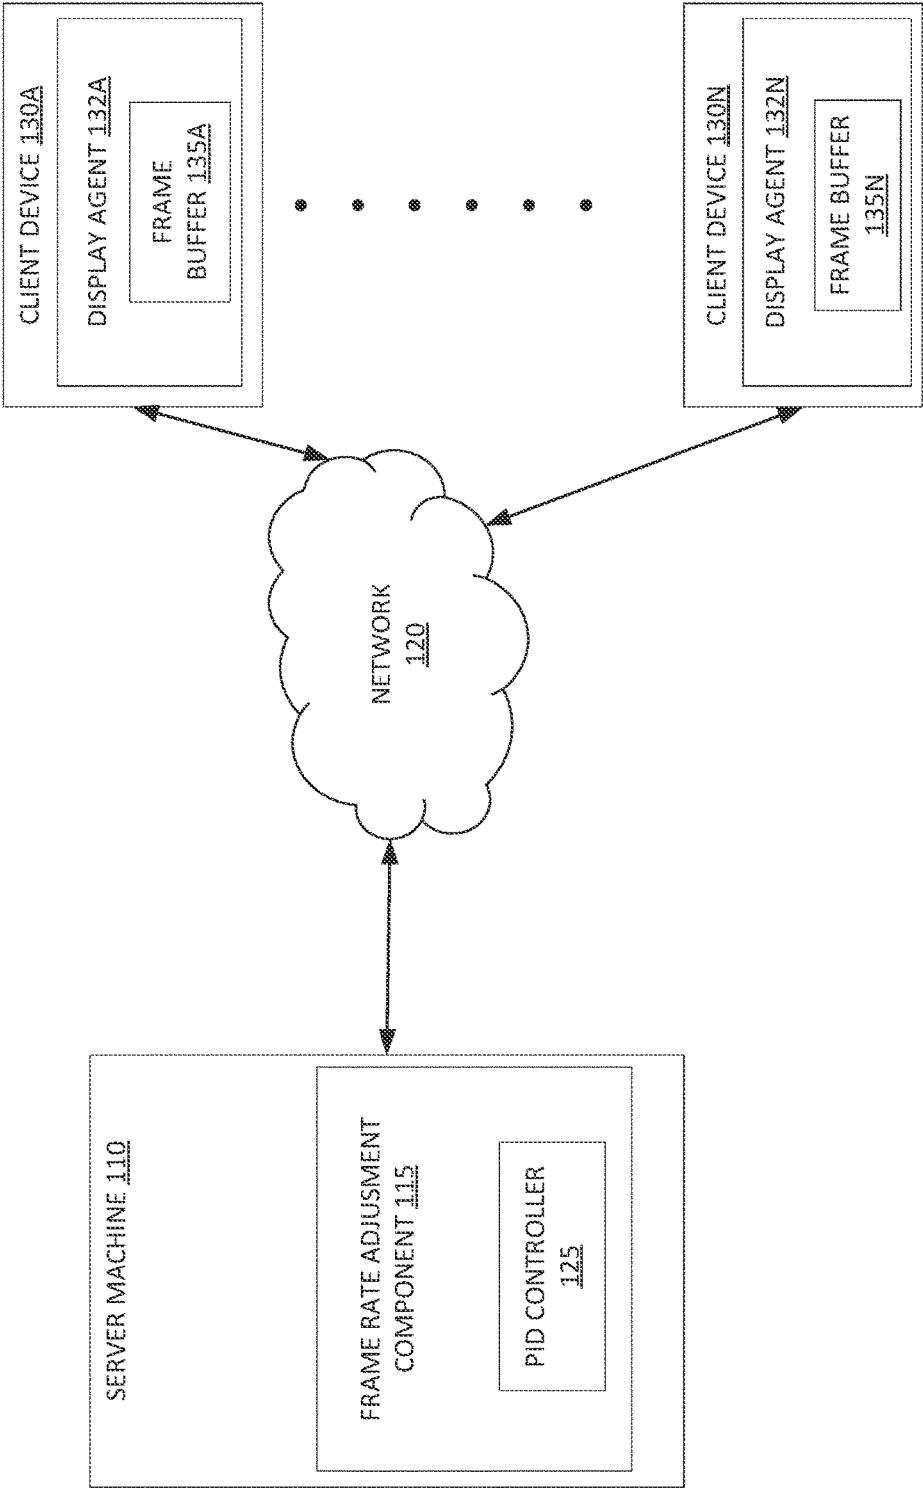 SERVER MACHINE 110
FRAME RATE ADJUSMENT
COMPONENT 115
PID CONTROLLER
125
NETWORK
120
CLIENT DEVICE 130A
DISPLAY AGENT 132A
FRAME
BUFFER 135A
CLIENT DEVICE 130N
DISPLAY AGENT 132N
FRAME BUFFER
135N